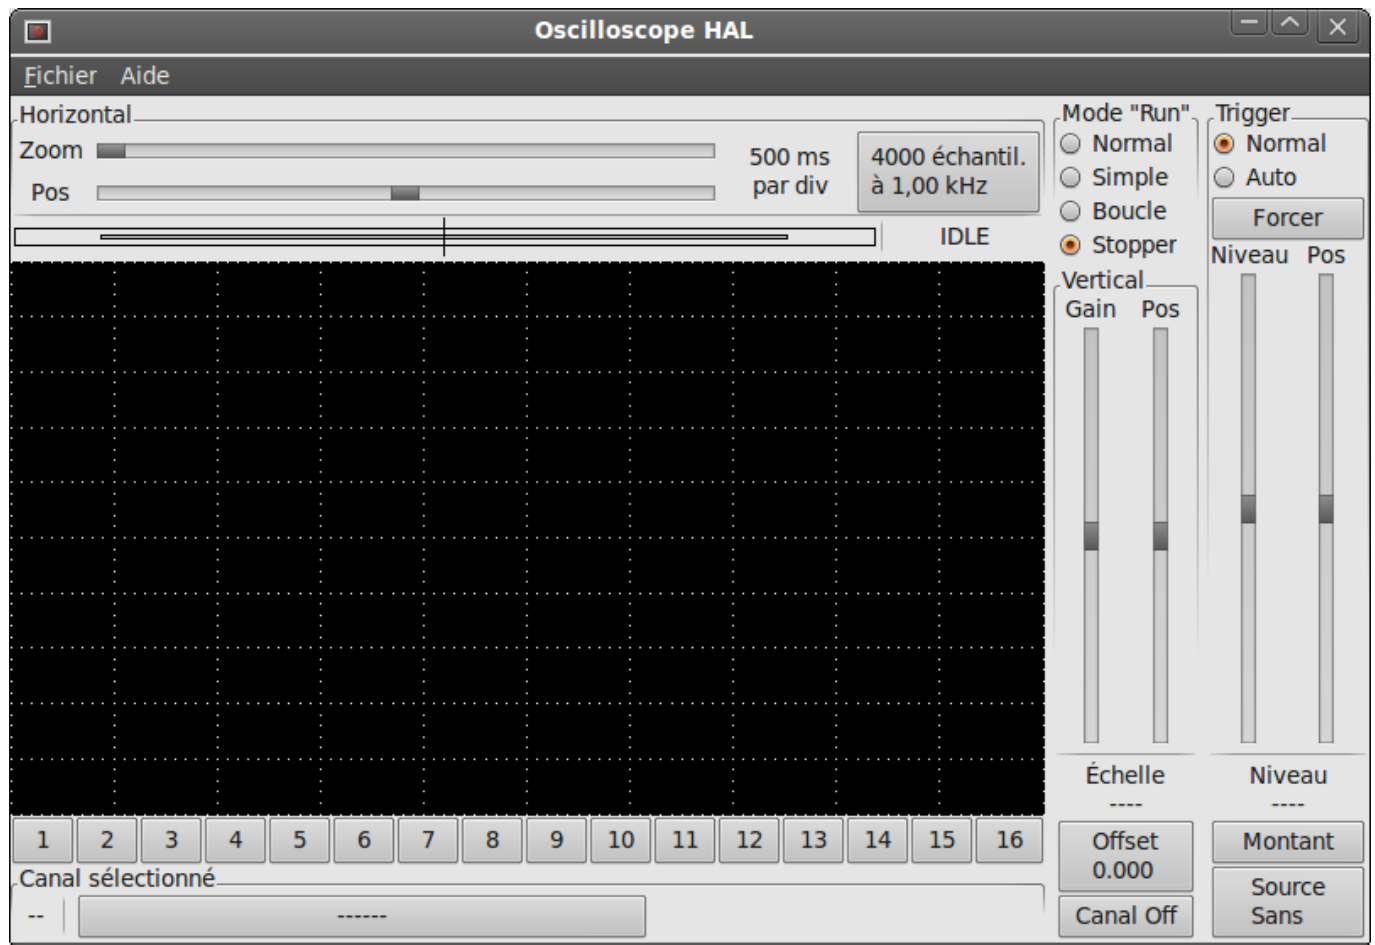 Oscilloscope HAL
Fichier Aide
Horizontal
Zoom
Pos
500 ms
par div
4000 échantil.
à 1,00 kHz
IDLE
Mode "Run"
Normal
Simple
Boucle
Stopper
Trigger
Normal
Auto
Forcer
Niveau Pos
Vertical
Gain Pos
Échelle
----
Niveau
----
1 2 3 4 5 6 7 8 9 10 11 12 13 14 15 16
Offset
0.000
Montant
Canal sélectionné
-- ------
Canal Off
Source
Sans